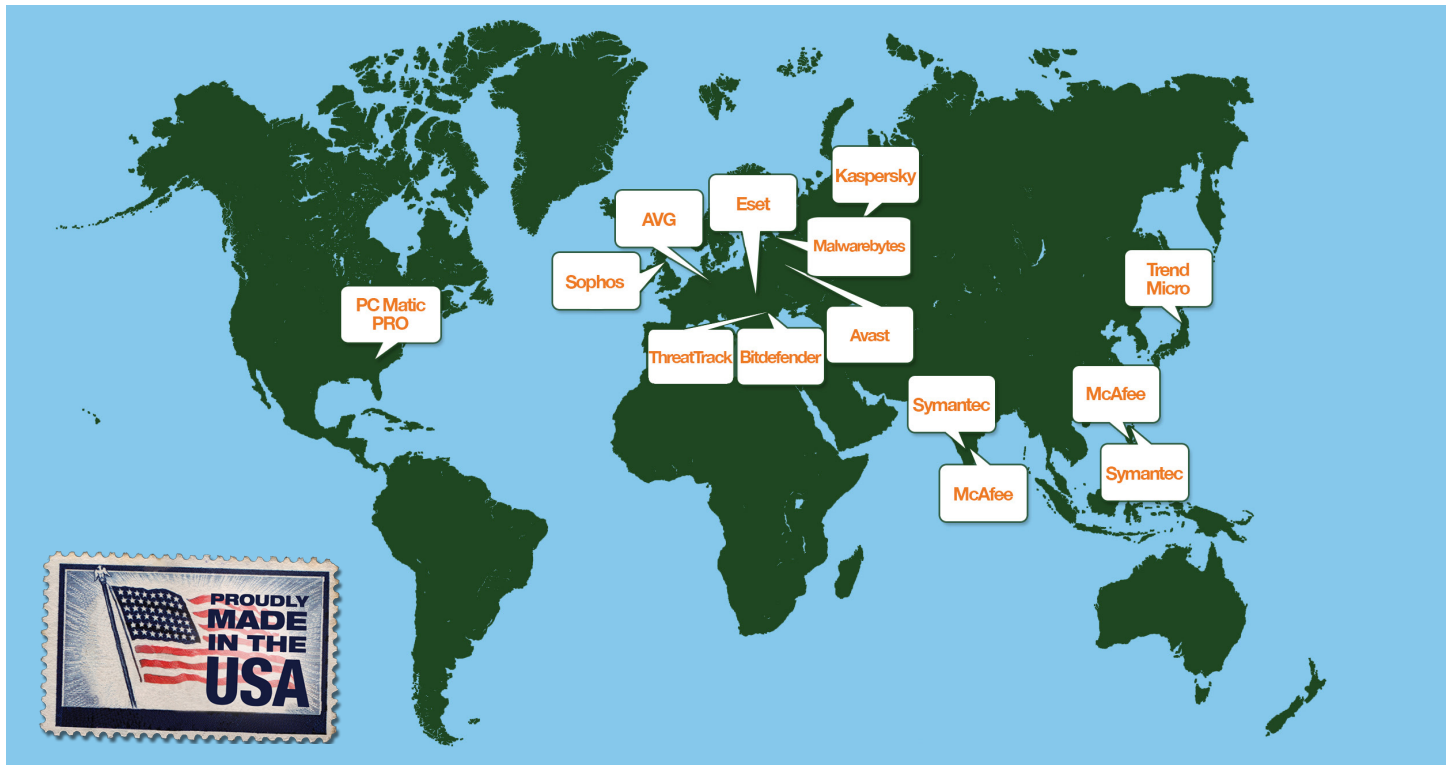 Kaspersky
Eset
AVG
Malwarebytes
Sophos
Trend
Micro
PC Matic
PRO
Avast
ThreatTrack
Bitdefender
McAfee
Symantec
Symantec
McAfee
PROUDLY
MADE
IN THE
USA